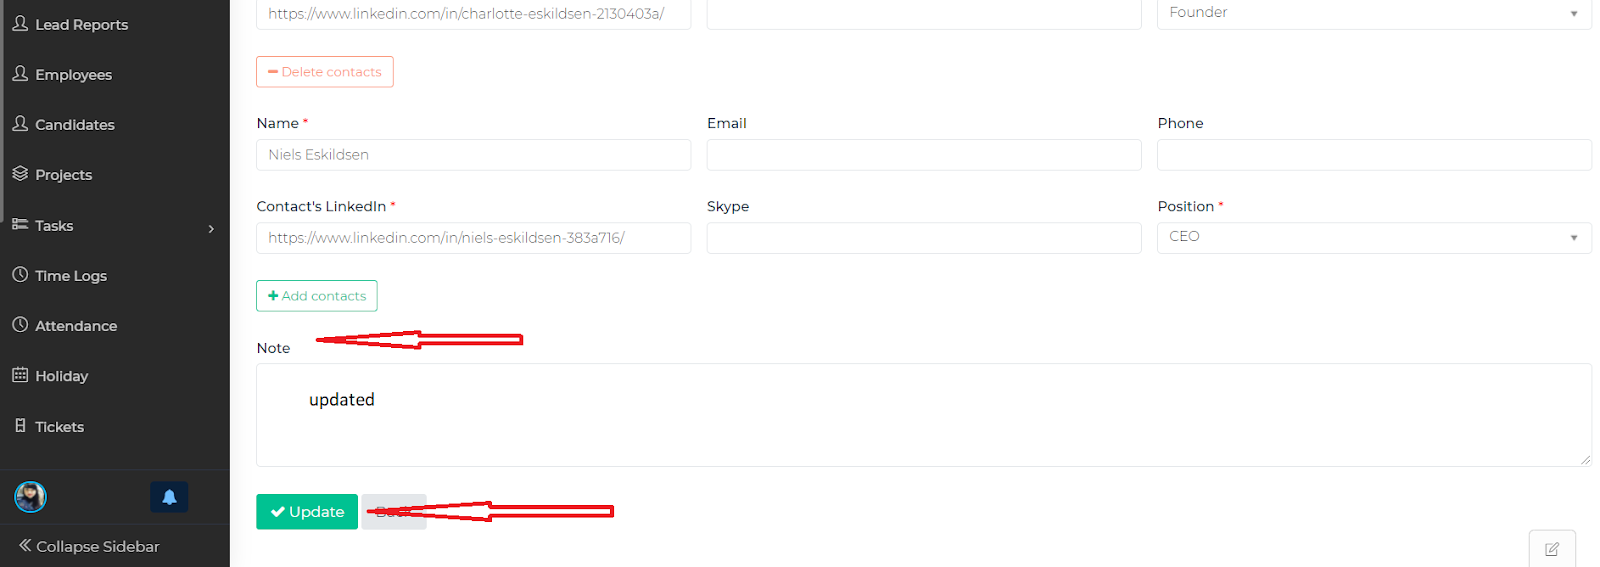 Lead Reports
Employees
Candidates
Projects
Tasks
Time Logs
Attendance
Holiday
Tickets
Collapse Sidebar
https://www.linkedin.com/in/charlotte-eskildsen-2130403a/
Founder
Delete contacts
Name * Email Phone
Niels Eskildsen
Contact's LinkedIn * Skype Position *
https://www.linkedin.com/in/niels-eskildsen-383a716/
CEO
Add contacts
Note
updated
Update